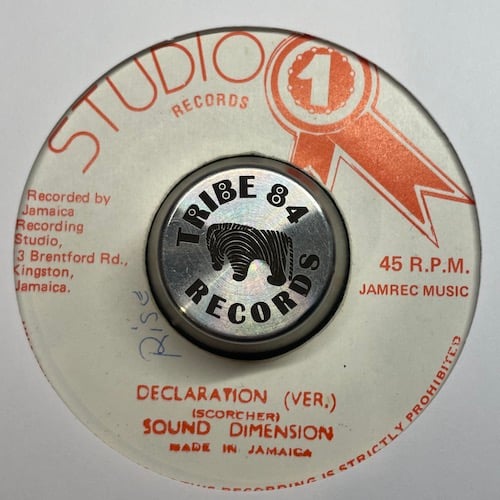 STUDIO 1
RECORDS
Recorded by
Jamaica
Recording
Studio,
3 Brentford Rd.,
Kingston,
Jamaica.
TRIBE 84
RECORDS
45 R.P.M.
JAMREC MUSIC
Rise
DECLARATION (VER.)
(SCORCHER)
SOUND DIMENSION
MADE IN JAMAICA
RECORDING IS STRICTLY PROHIBITED